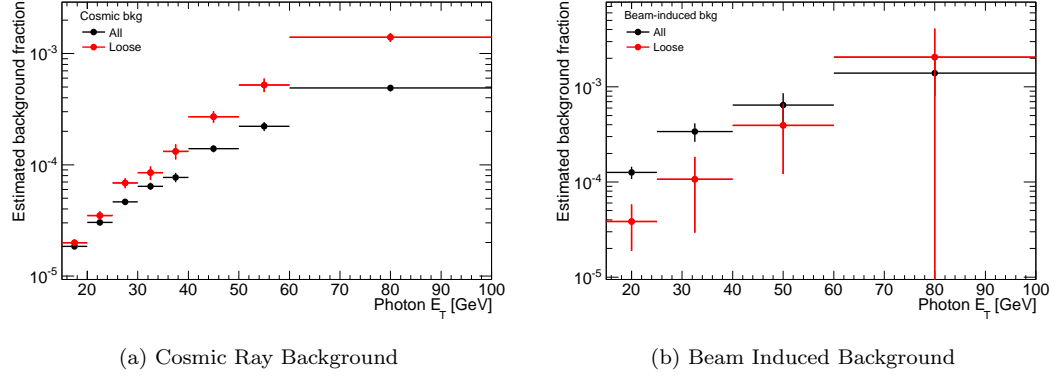 Estimated background fraction
Cosmic bkg
All
Loose
10⁻³
10⁻⁴
10⁻⁵
20 30 40 50 60 70 80 90 100
Photon E_T [GeV]
(a) Cosmic Ray Background
Estimated background fraction
Beam-induced bkg
All
Loose
10⁻³
10⁻⁴
10⁻⁵
20 30 40 50 60 70 80 90 100
Photon E_T [GeV]
(b) Beam Induced Background